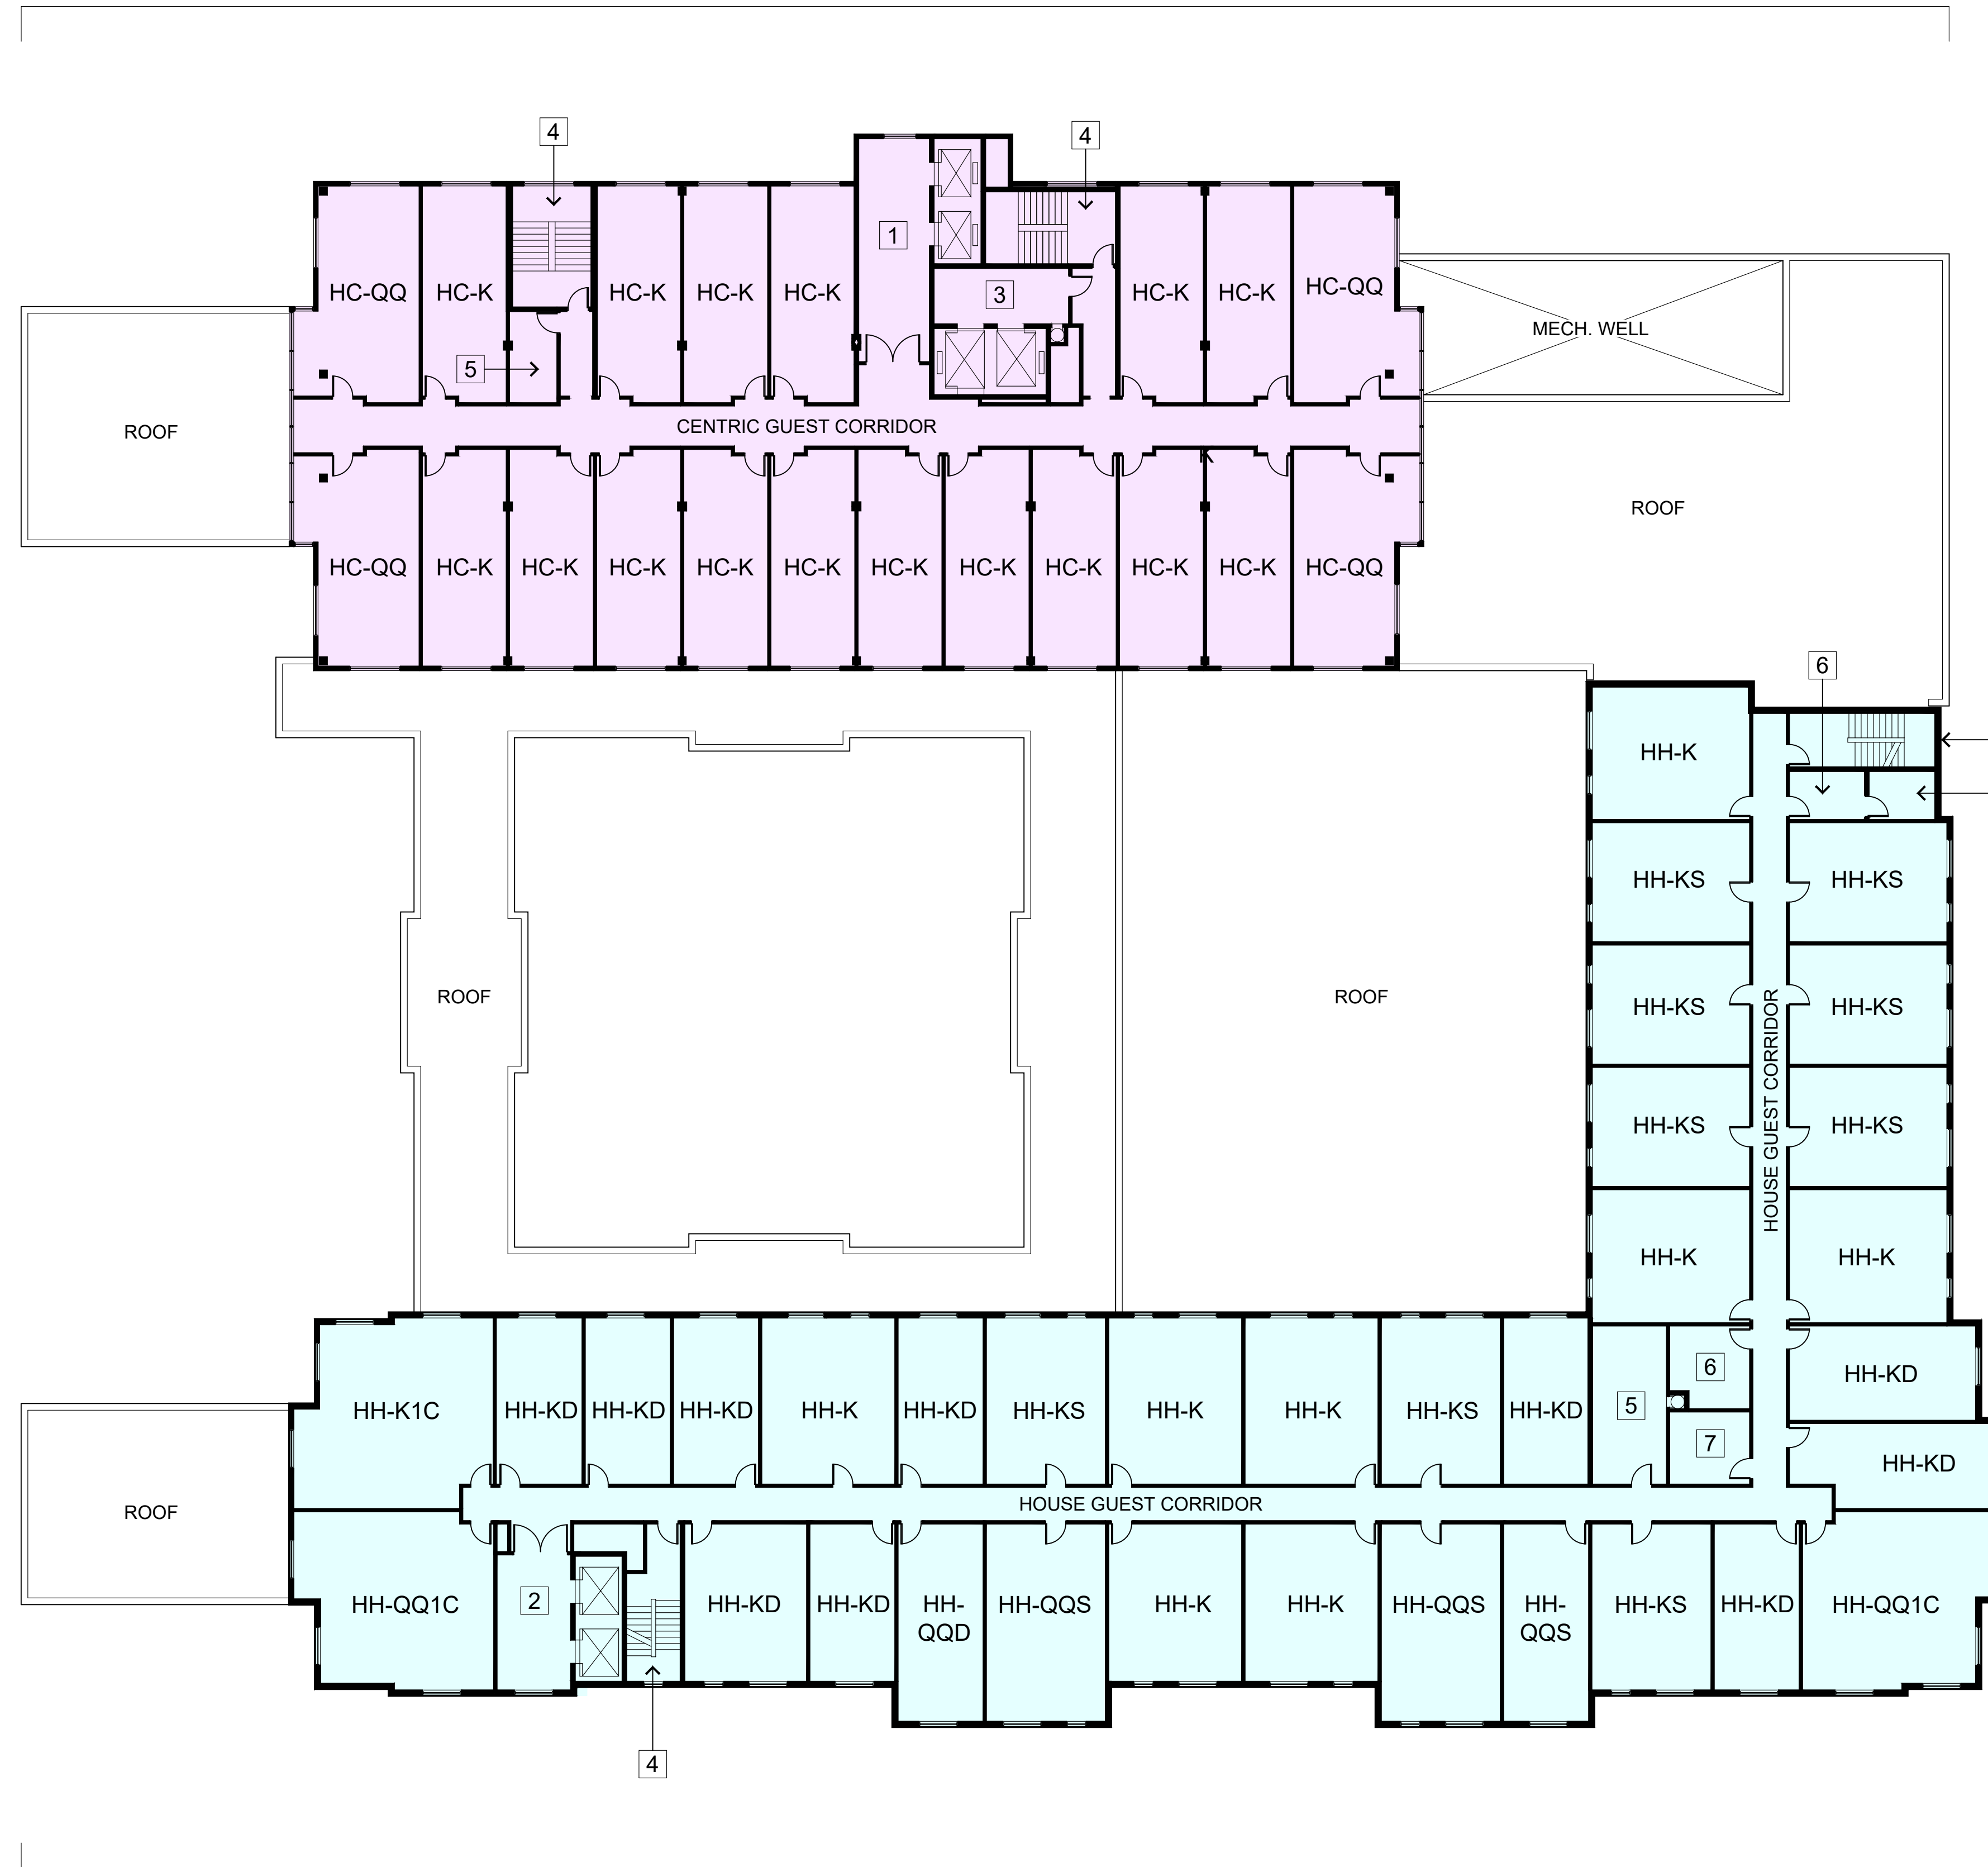 4
4
1
3
HC-QQ
HC-K
HC-K
HC-K
HC-K
HC-K
HC-K
HC-QQ
MECH. WELL
5
ROOF
CENTRIC GUEST CORRIDOR
K
ROOF
HC-QQ
HC-K
HC-K
HC-K
HC-K
HC-K
HC-K
HC-K
HC-K
HC-K
HC-K
HC-QQ
6
HH-K
HH-KS
HH-KS
ROOF
ROOF
HH-KS
HH-KS
HOUSE GUEST CORRIDOR
HH-KS
HH-KS
HH-K
HH-K
6
HH-KD
5
HH-K1C
HH-KD
HH-KD
HH-KD
HH-K
HH-KD
HH-KS
HH-K
HH-K
HH-KS
HH-KD
7
HH-KD
ROOF
HOUSE GUEST CORRIDOR
HH-QQ1C
2
HH-KD
HH-KD
HH-
QQD
HH-QQS
HH-K
HH-K
HH-QQS
HH-
QQS
HH-KS
HH-KD
HH-QQ1C
4